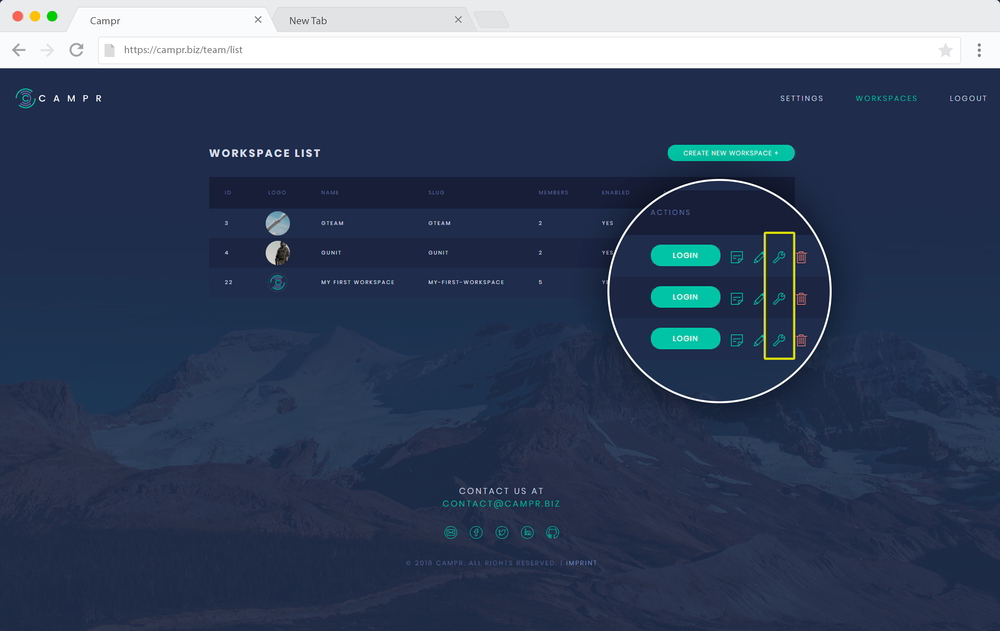 Campr
New Tab
https://campr.biz/team/list
CAMPR
SETTINGS WORKSPACES LOGOUT
WORKSPACE LIST
CREATE NEW WORKSPACE +
ID LOGO NAME SLUG MEMBERS ENABLED
ACTIONS
3 GTEAM GTEAM 2 YES
LOGIN
4 GUNIT GUNIT 2 YES
LOGIN
22 MY FIRST WORKSPACE MY-FIRST-WORKSPACE 5
LOGIN
CONTACT US AT
CONTACT@CAMPR.BIZ
© 2018 CAMPR. ALL RIGHTS RESERVED. | IMPRINT